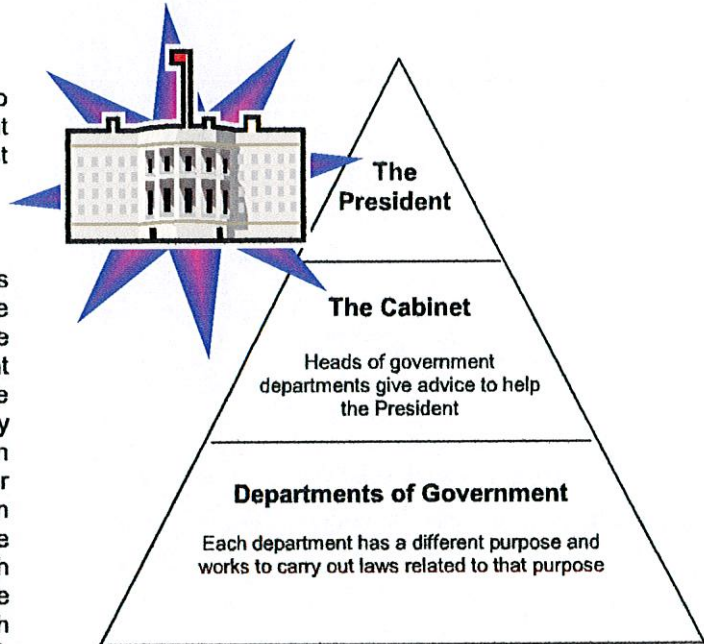 The
President
The Cabinet
Heads of government
departments give advice to help
the President
Departments of Government
Each department has a different purpose and
works to carry out laws related to that purpose